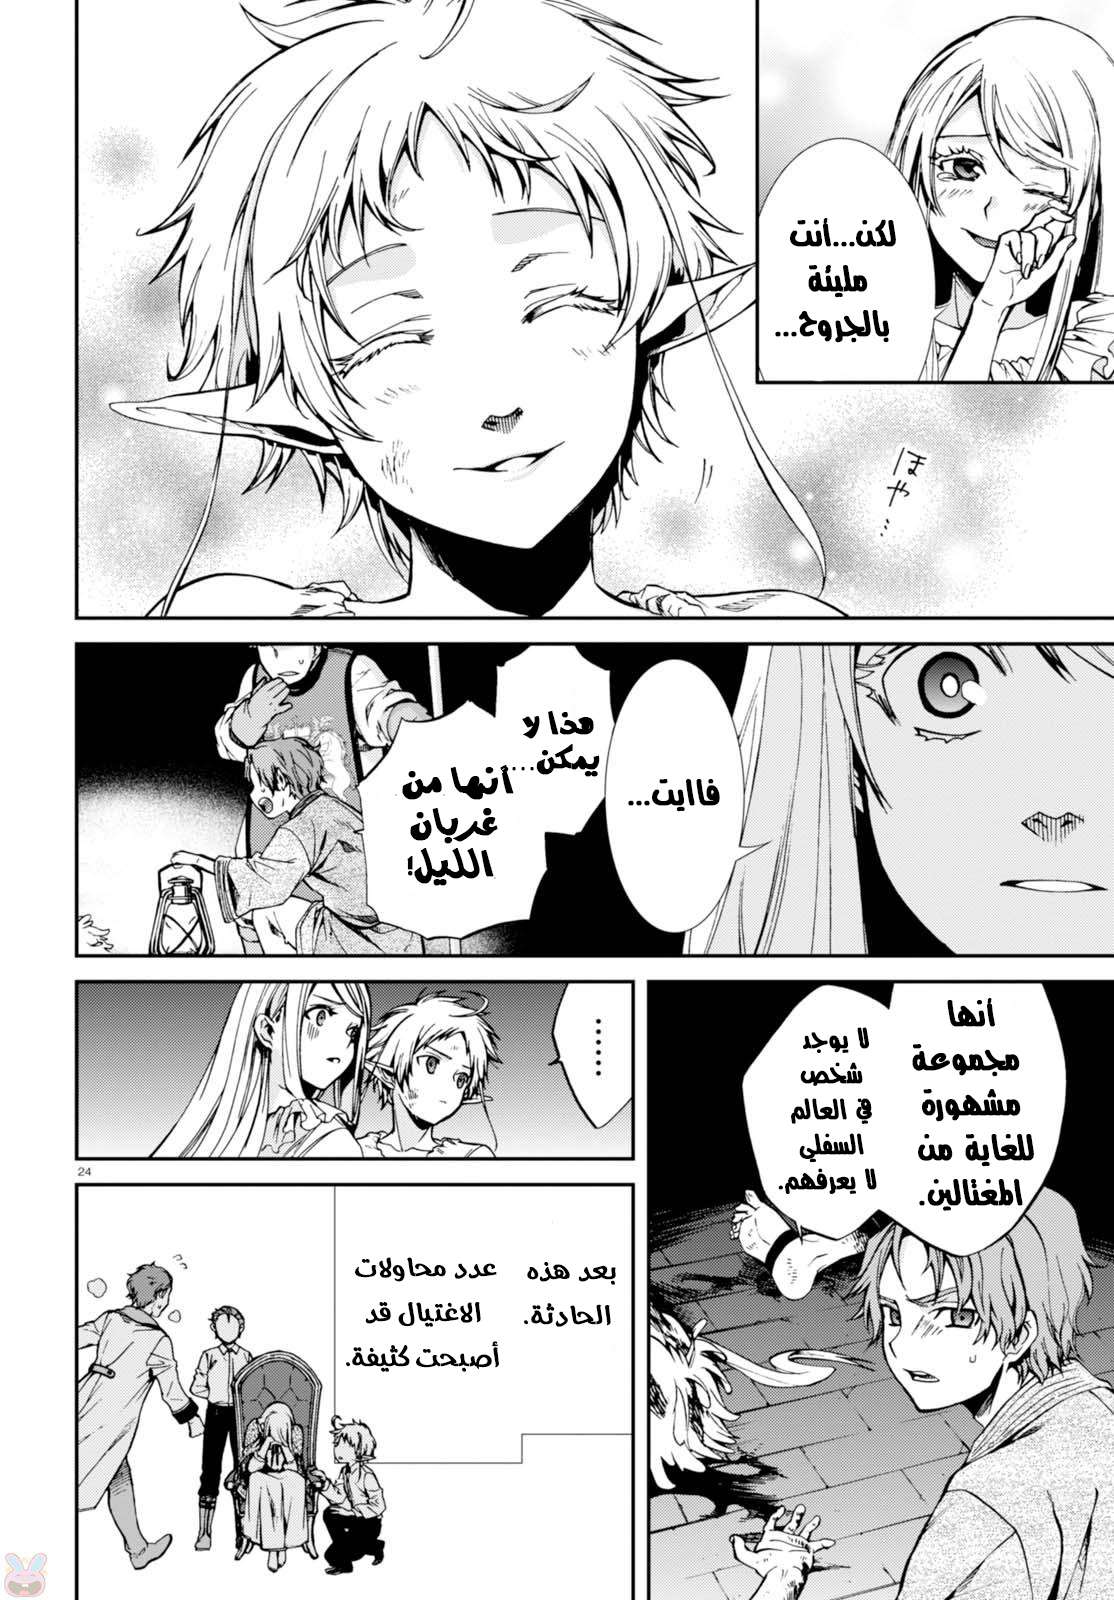 لكن...أنت
مليئة
بالجروح...
ほや…
فاايت...
هذا لا
يمكن....
أنها من
غربان
الليل؛
أنها
مجموعة
مشهورة
للغاية من
المغتالين.
لا يوجد
شخص
في العالم
السفلي
لا يعرفهم.
......
24
بعد هذه
الحادثة.
عدد محاولات
الاغتيال قد
أصبحت كثيفة.